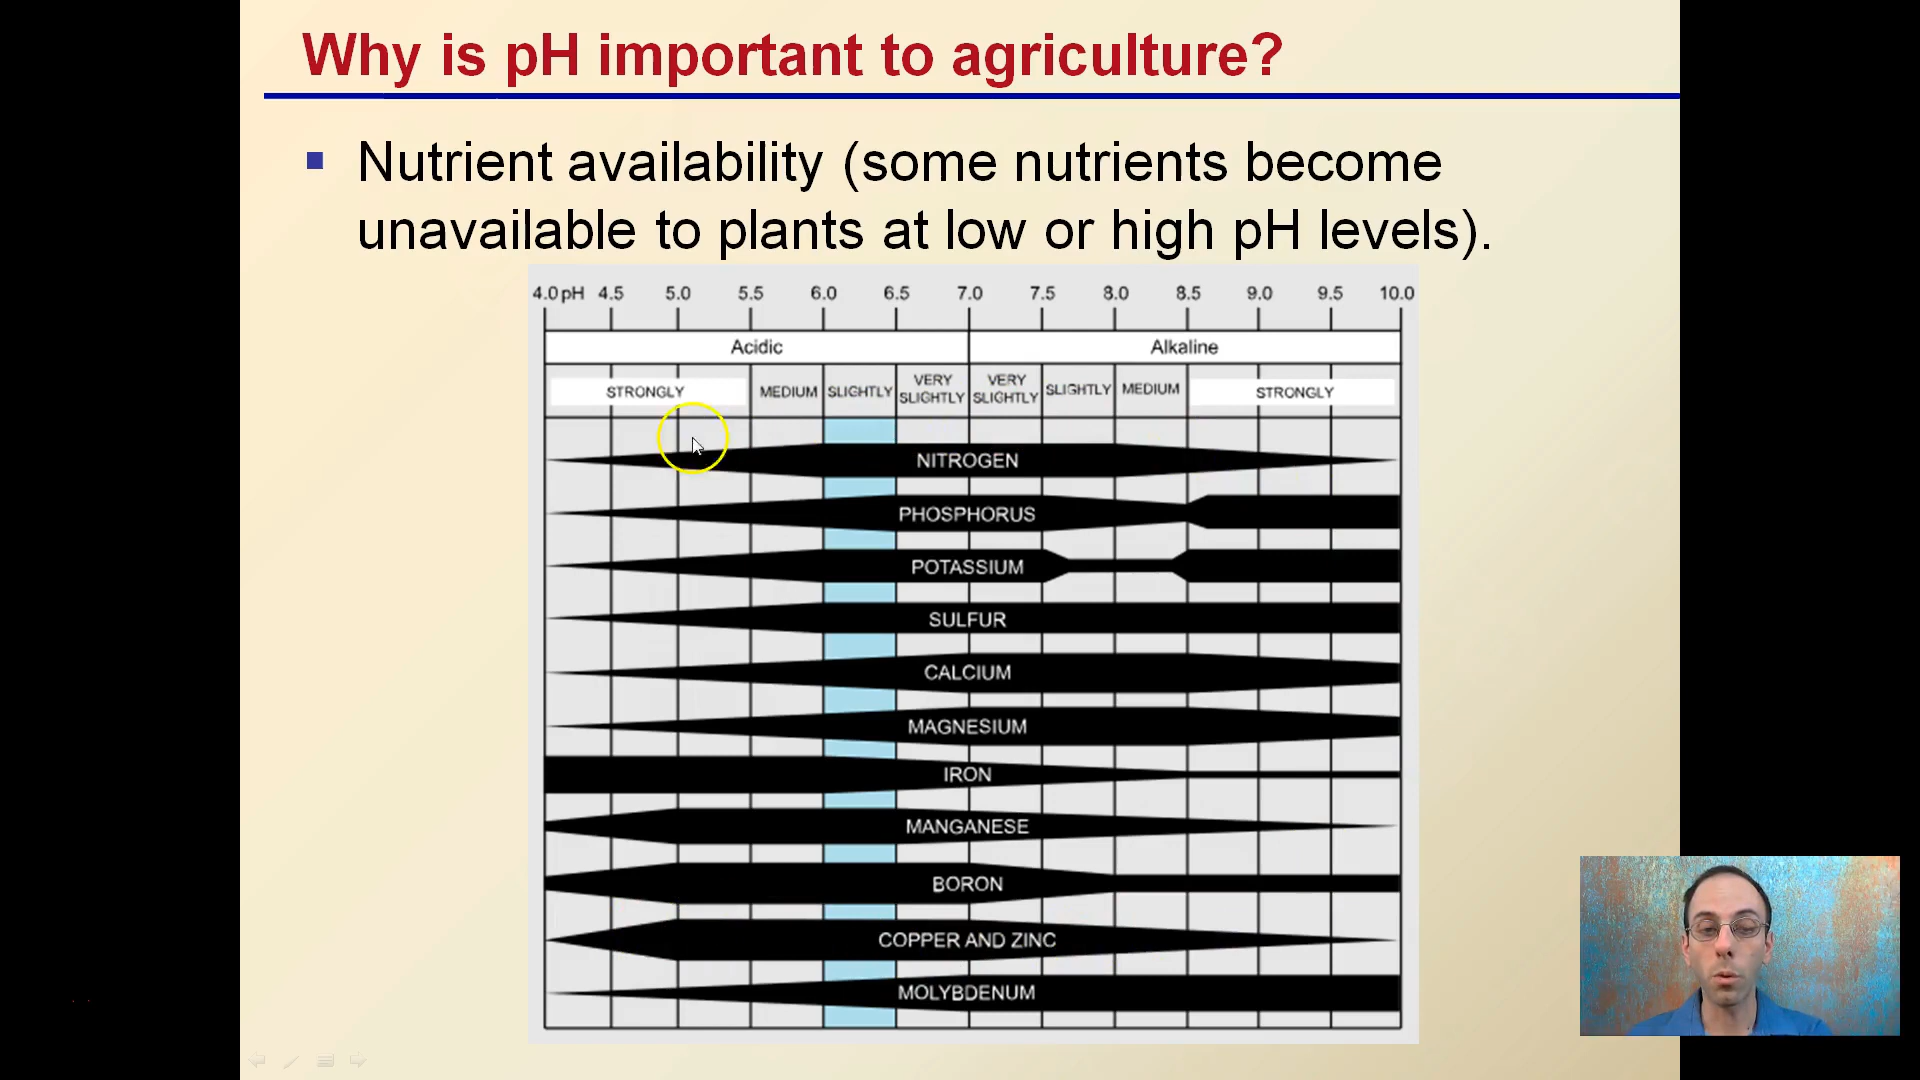 Why is pH important to agriculture?
Nutrient availability (some nutrients become
unavailable to plants at low or high pH levels).
4.0 pH 4.5 5.0 5.5 6.0 6.5 7.0 7.5 8.0 8.5 9.0 9.5 10.0
Acidic Alkaline
STRONGLY MEDIUM SLIGHTLY VERY SLIGHTLY VERY SLIGHTLY SLIGHTLY MEDIUM STRONGLY
NITROGEN
PHOSPHORUS
POTASSIUM
SULFUR
CALCIUM
MAGNESIUM
IRON
MANGANESE
BORON
COPPER AND ZINC
MOLYBDENUM